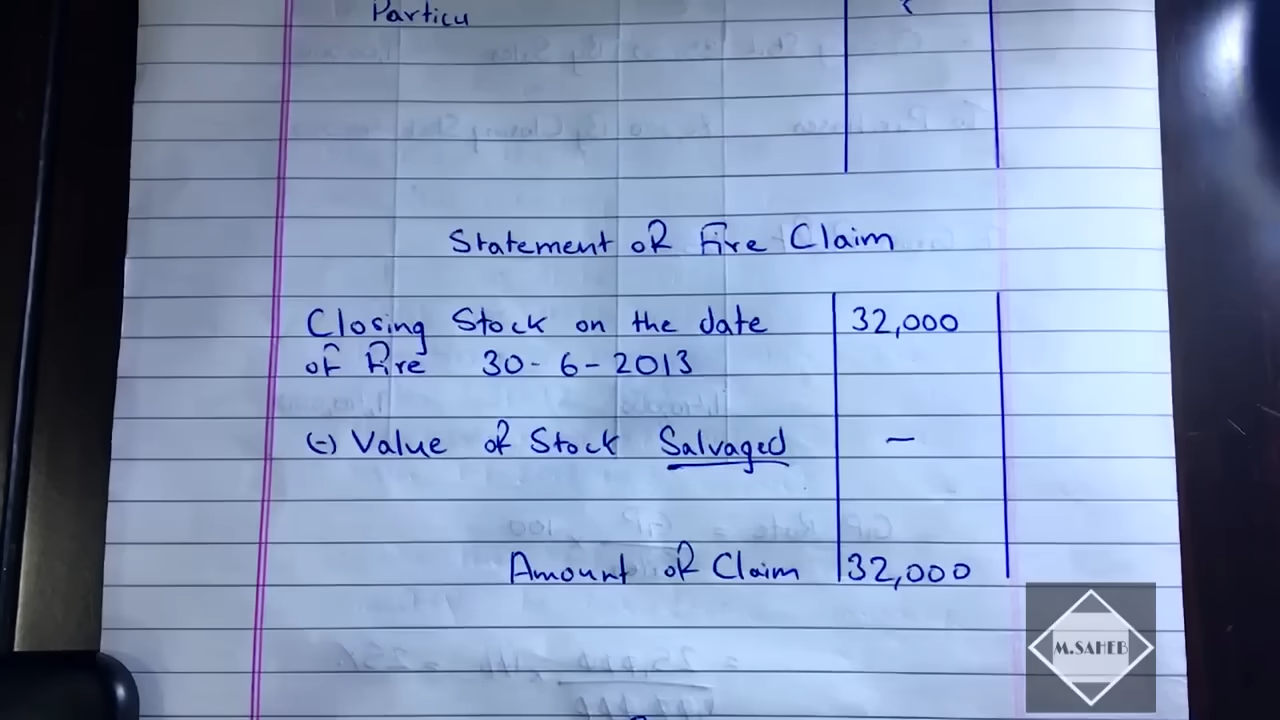 Particu
₹
Statement of Fire Claim
Closing Stock on the date 32,000
of Fire 30-6-2013
(-) Value of Stock Salvaged —
Amount of Claim 32,000
M.SAHEB